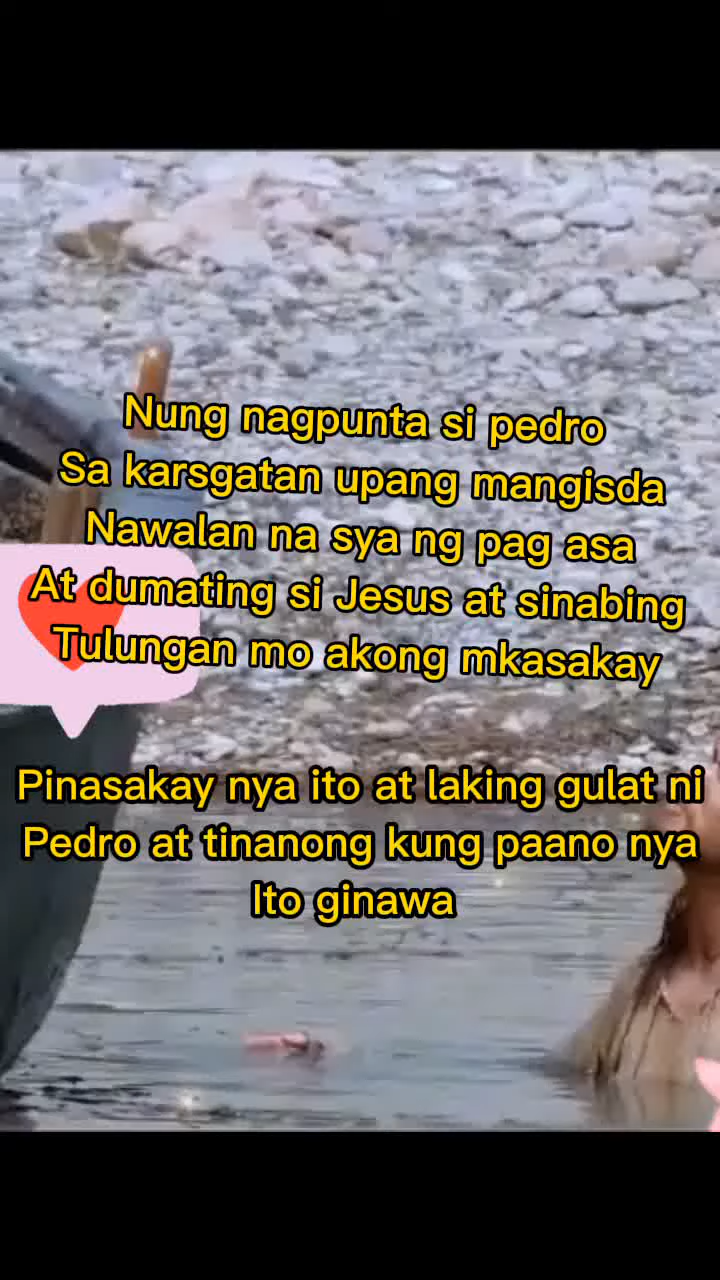 Nung nagpunta si pedro
Sa karsgatan upang mangisda
Nawalan na sya ng pag asa
At dumating si Jesus at sinabing
Tulungan mo akong mkasakay
Pinasakay nya ito at laking gulat ni
Pedro at tinanong kung paano nya
Ito ginawa